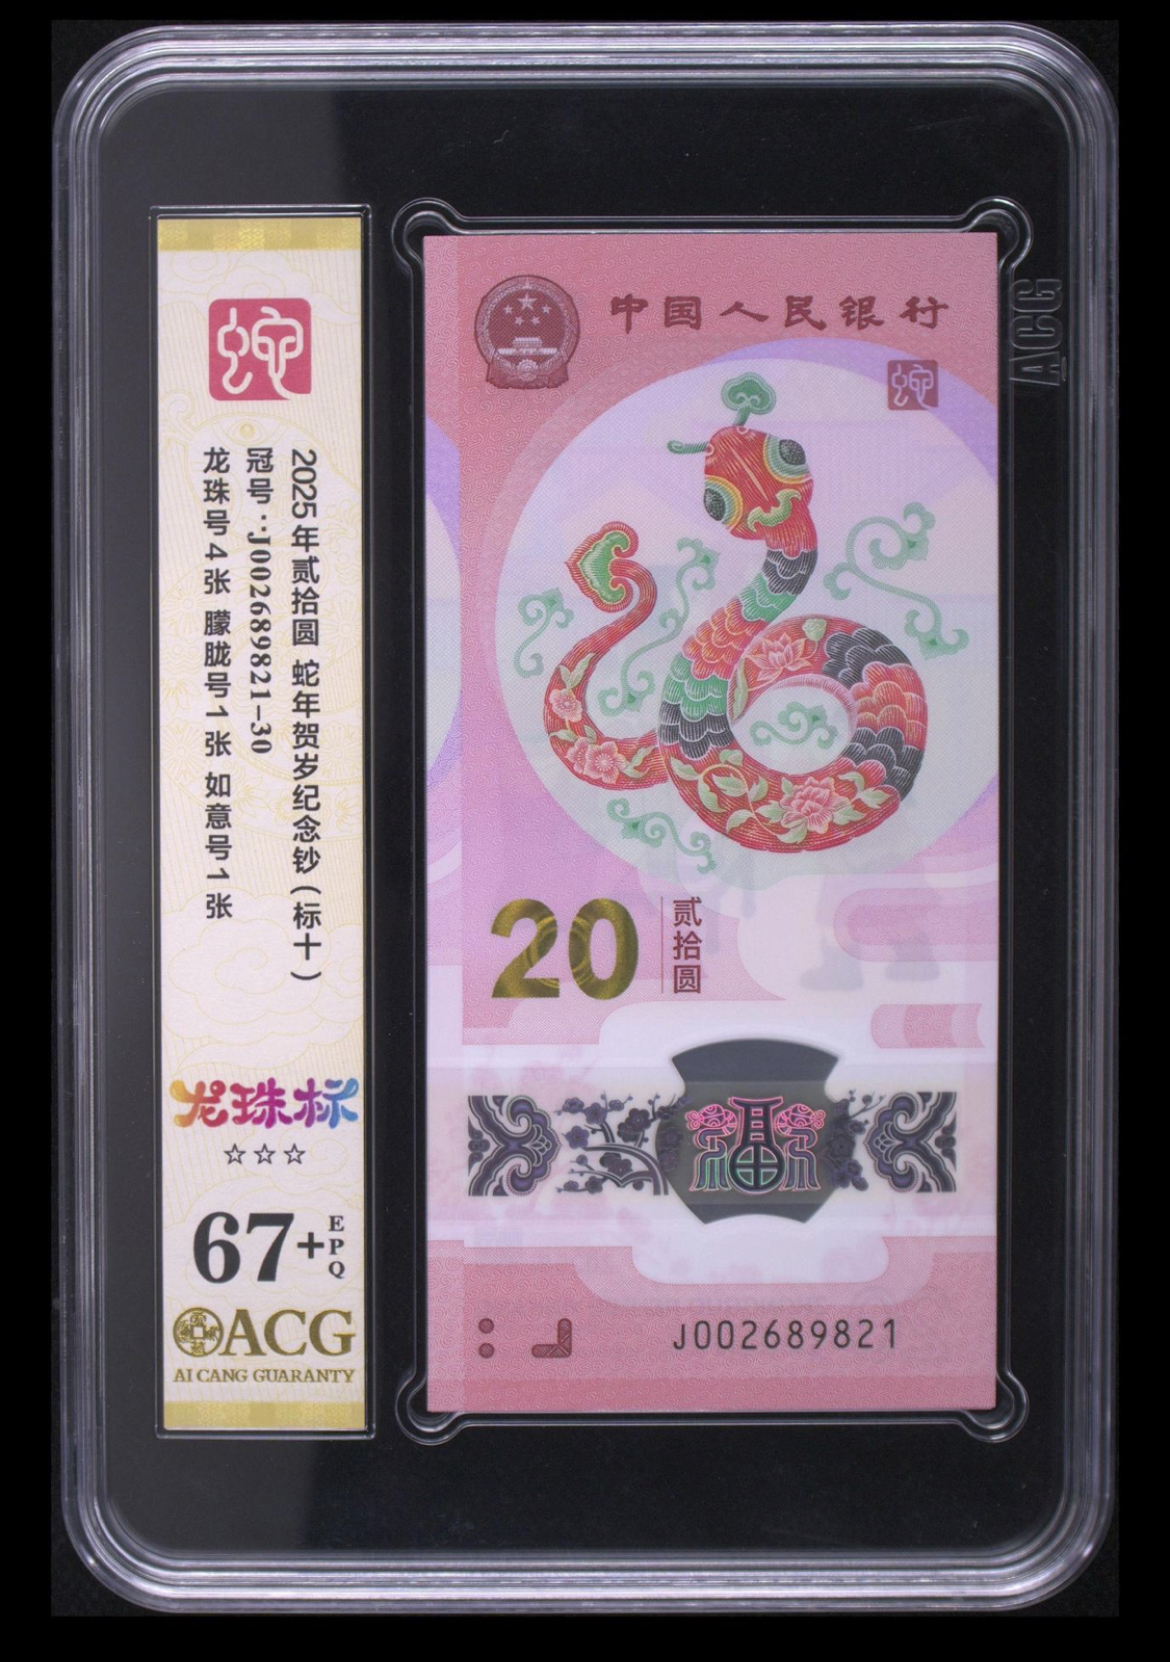 蛇
2025年贰拾圆 蛇年贺岁纪念钞(标十)
冠号:J002689821-30
龙珠号4张 朦胧号1张 如意号1张
龙珠标
☆☆☆
67+EPQ
ACG
AI CANG GUARANTY
中国人民银行
蛇
20
贰拾圆
J002689821
ACG